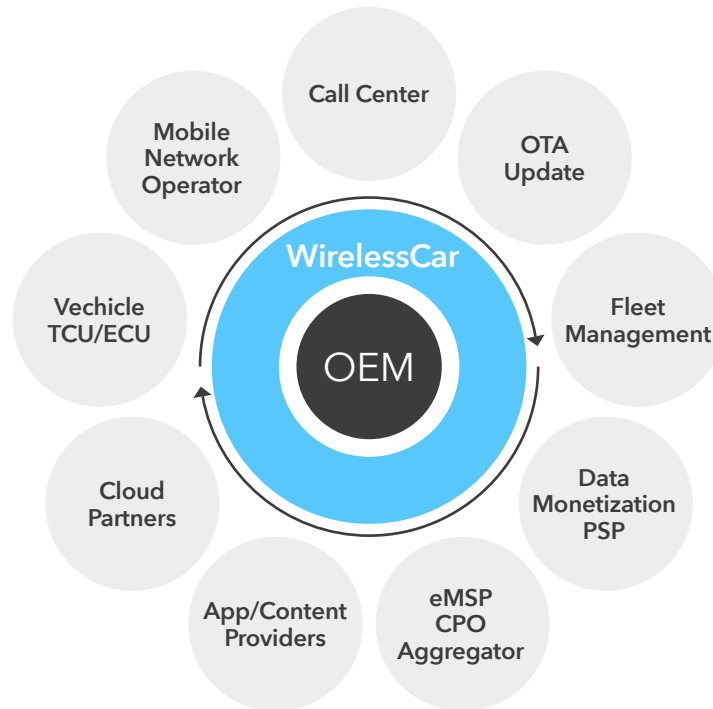 Call Center
Mobile
Network
Operator
OTA
Update
WirelessCar
Vechicle
TCU/ECU
Fleet
Management
OEM
Cloud
Partners
Data
Monetization
PSP
App/Content
Providers
eMSP
CPO
Aggregator